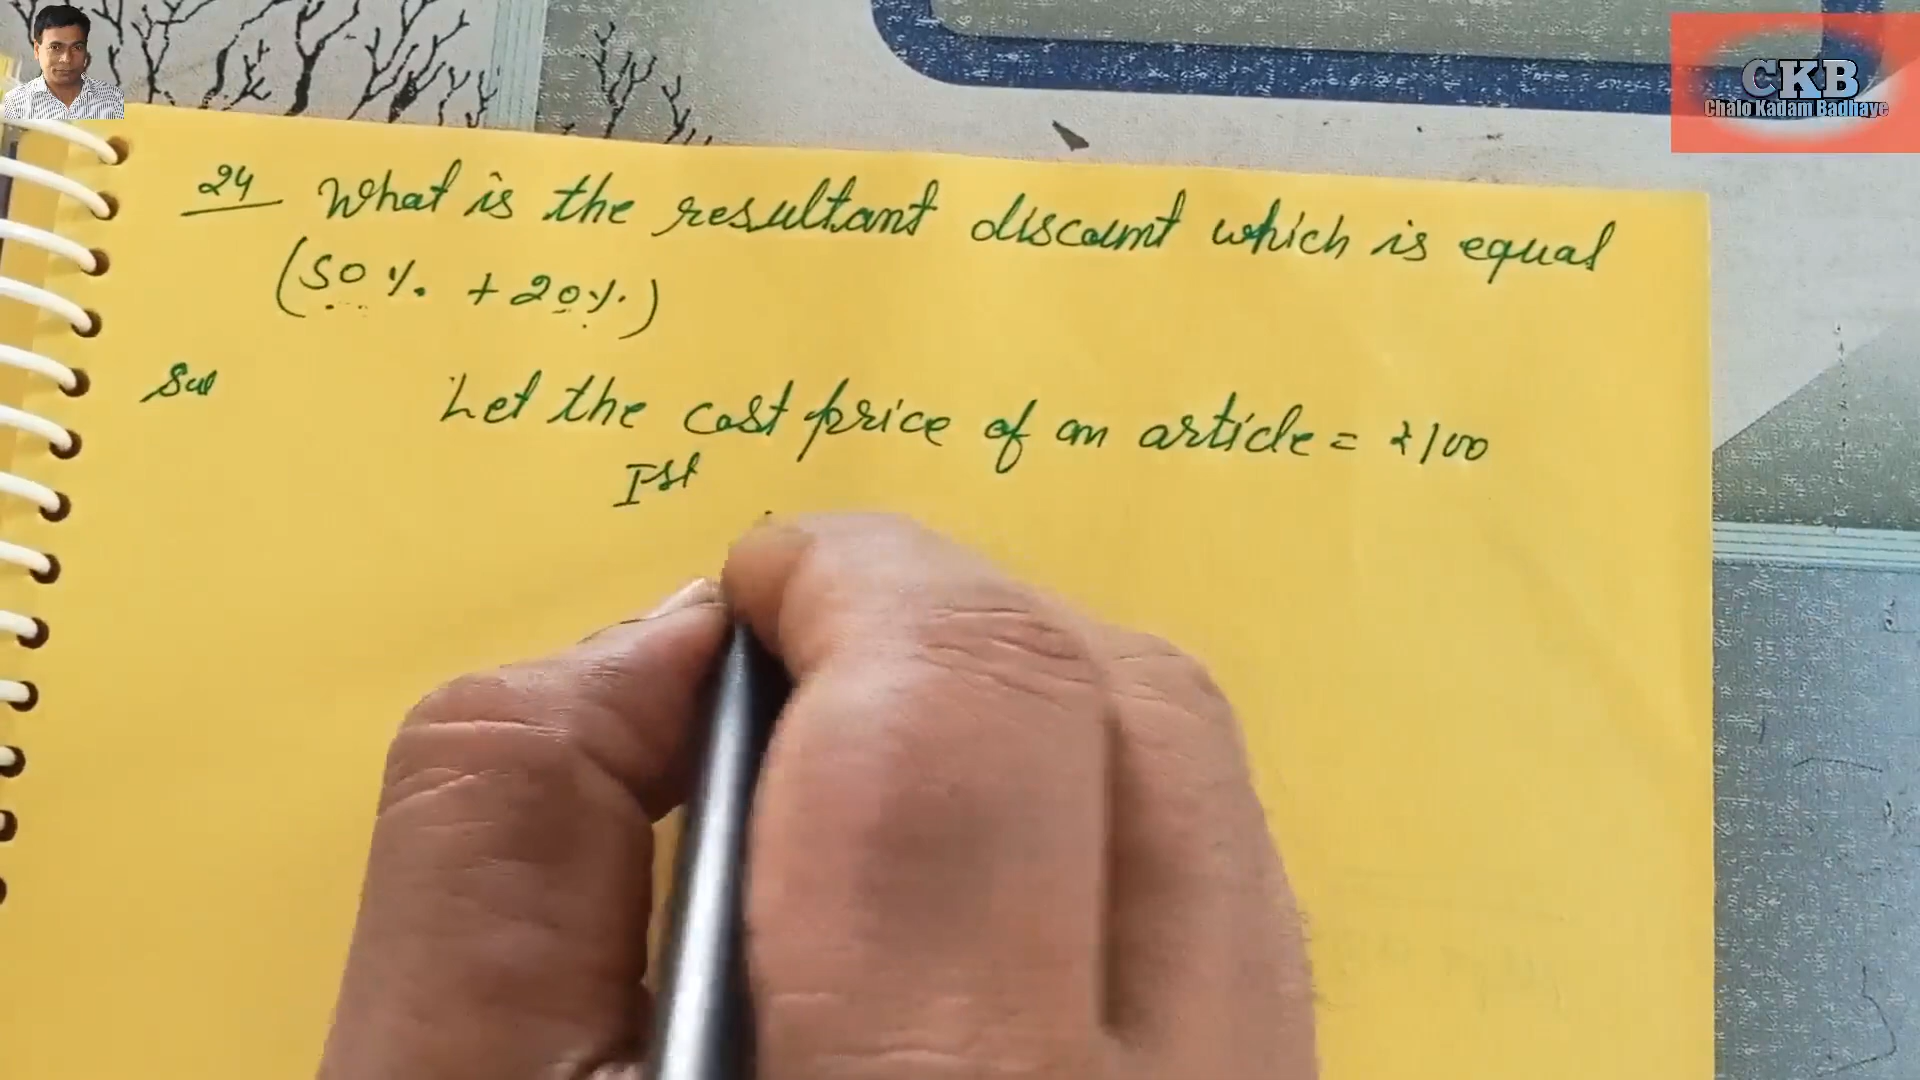 CKB
Chalo Kadam Badhaye
24 What is the resultant discount which is equal
(50% + 20%)
Sol
Let the cost price of an article = ₹100
Ist